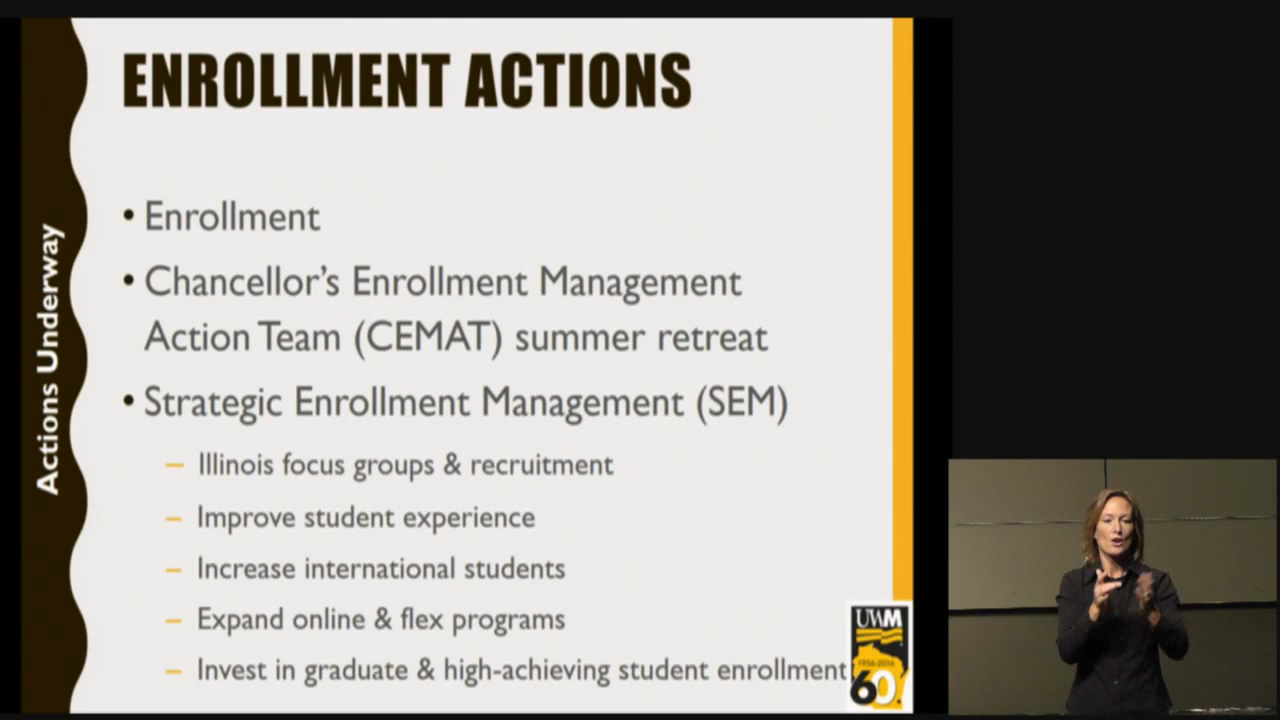 ENROLLMENT ACTIONS
Actions Underway
• Enrollment
• Chancellor's Enrollment Management
Action Team (CEMAT) summer retreat
• Strategic Enrollment Management (SEM)
– Illinois focus groups & recruitment
– Improve student experience
– Increase international students
– Expand online & flex programs
– Invest in graduate & high-achieving student enrollment
UWM
1956-2016
60